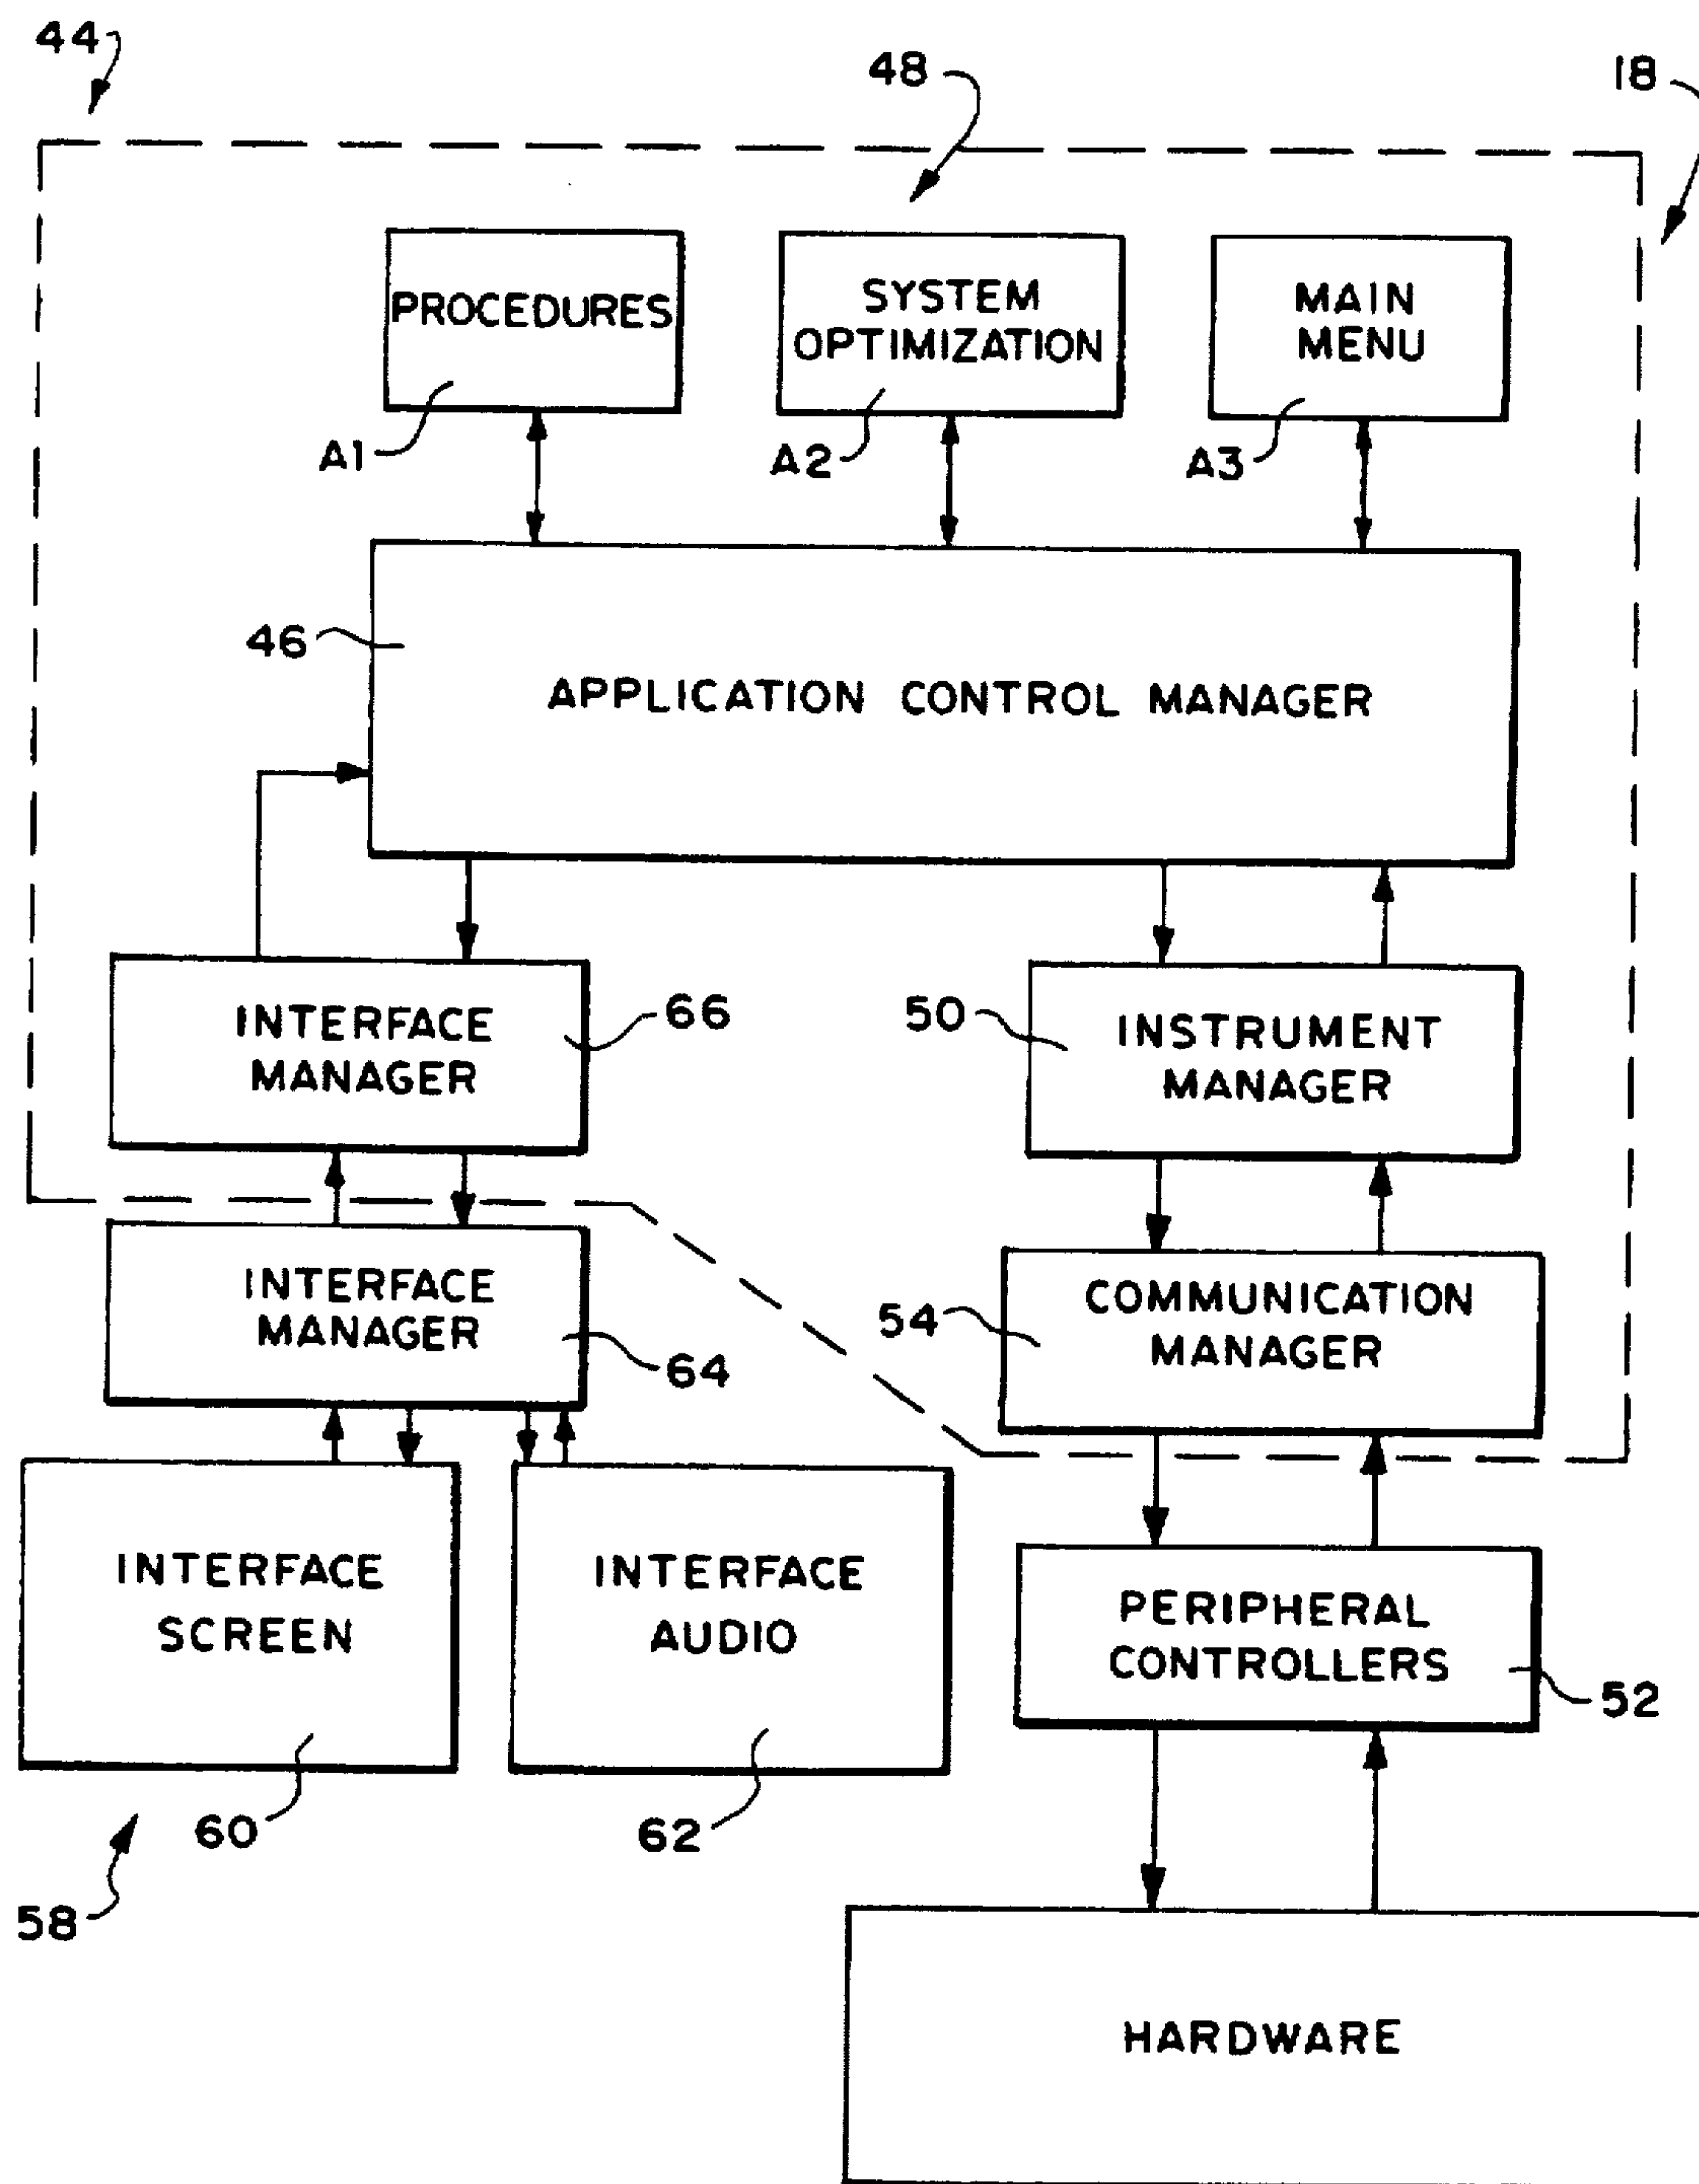 44
48
18
PROCEDURES
SYSTEM
OPTIMIZATION
MAIN
MENU
A1
A2
A3
46
APPLICATION CONTROL MANAGER
INTERFACE
MANAGER
66
50
INSTRUMENT
MANAGER
INTERFACE
MANAGER
64
54
COMMUNICATION
MANAGER
INTERFACE
SCREEN
INTERFACE
AUDIO
PERIPHERAL
CONTROLLERS
52
60
62
58
HARDWARE